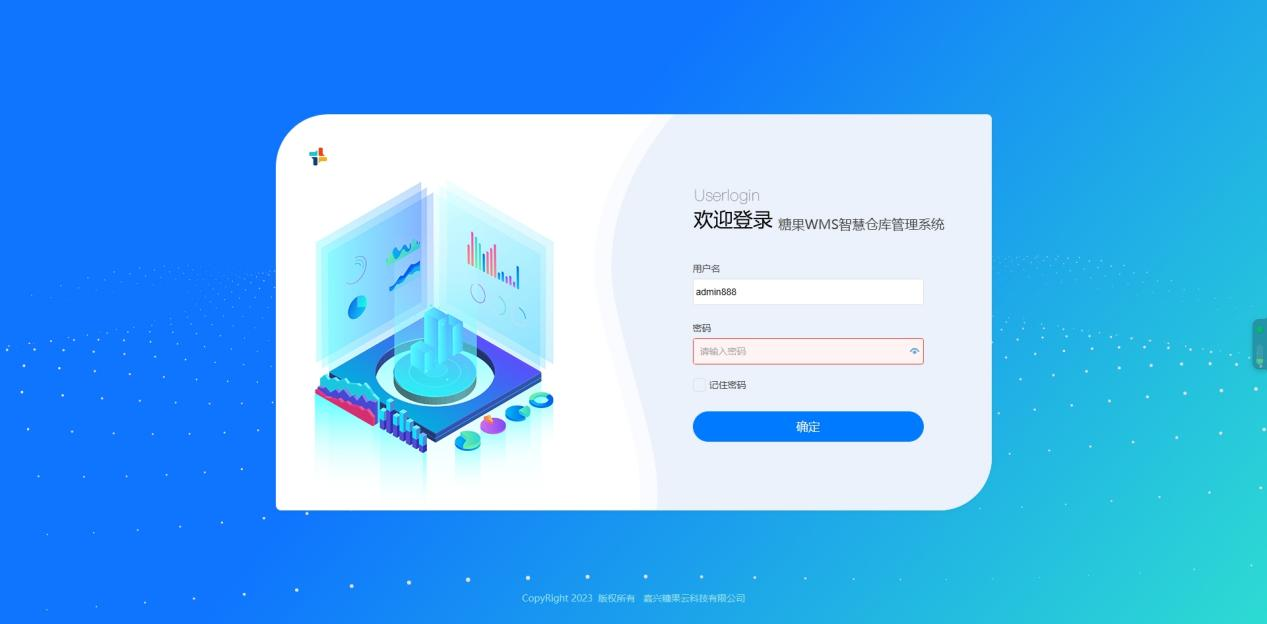 Userlogin
欢迎登录 糖果WMS智慧仓库管理系统
用户名
admin888
密码
请输入密码
记住密码
确定
CopyRight 2023 版权所有 嘉兴糖果云科技有限公司